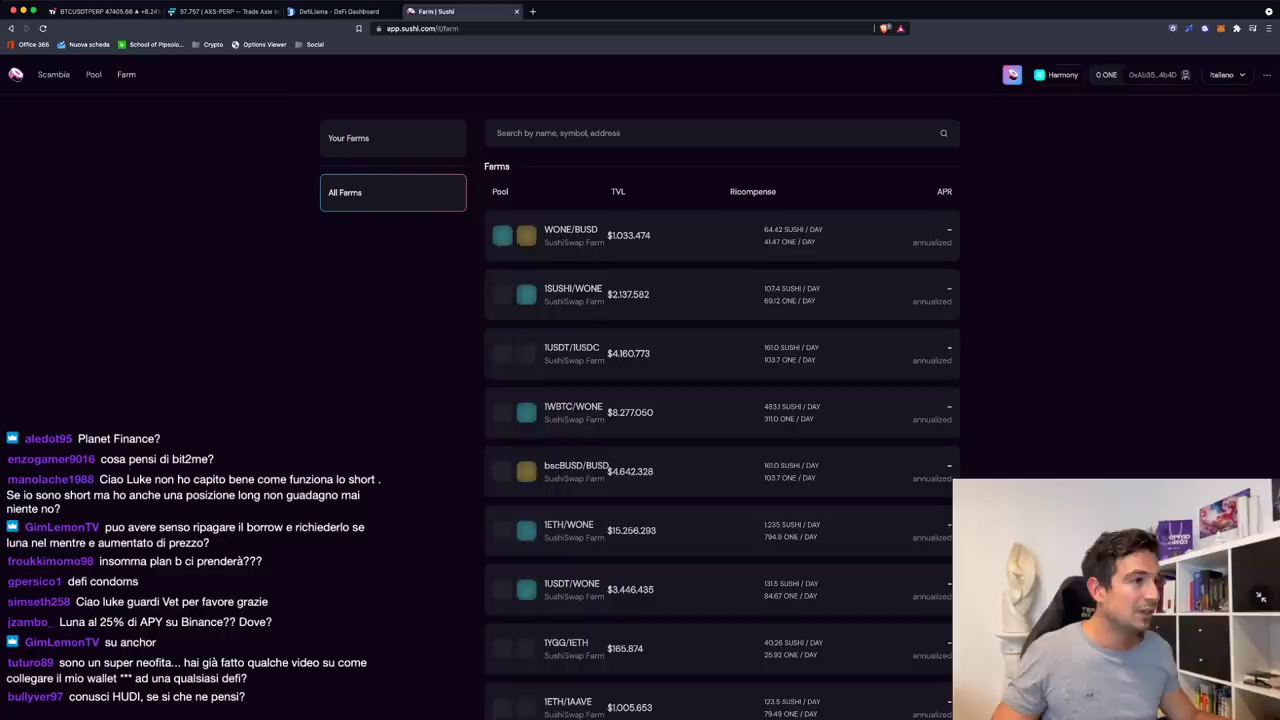 BTCUSDTPERP 47405.66 ▲ +8.24%
97.757 | AXS-PERP — Trade Axie In
DefiLlama - DeFi Dashboard
Farm | Sushi
app.sushi.com/it/farm
Office 365
Nuova scheda
School of Pipsolo...
Crypto
Options Viewer
Social
Scambia
Pool
Farm
Harmony
0 ONE
0xAb35...4b4D
Italiano
Your Farms
All Farms
Search by name, symbol, address
Farms
Pool TVL Ricompense APR
WONE/BUSD
SushiSwap Farm
$1.033.474
64.42 SUSHI / DAY
41.47 ONE / DAY
-
annualized
1SUSHI/WONE
SushiSwap Farm
$2.137.582
107.4 SUSHI / DAY
69.12 ONE / DAY
-
annualized
1USDT/1USDC
SushiSwap Farm
$4.160.773
161.0 SUSHI / DAY
103.7 ONE / DAY
-
annualized
1WBTC/WONE
SushiSwap Farm
$8.277.050
483.1 SUSHI / DAY
311.0 ONE / DAY
-
annualized
bscBUSD/BUSD
SushiSwap Farm
$4.642.328
161.0 SUSHI / DAY
103.7 ONE / DAY
-
annualized
1ETH/WONE
SushiSwap Farm
$15.256.293
1.235 SUSHI / DAY
794.9 ONE / DAY
-
annualized
1USDT/WONE
SushiSwap Farm
$3.446.435
131.5 SUSHI / DAY
84.67 ONE / DAY
1YGG/1ETH
SushiSwap Farm
$165.874
40.26 SUSHI / DAY
25.92 ONE / DAY
1ETH/1AAVE
SushiSwap Farm
$1.005.653
123.5 SUSHI / DAY
79.49 ONE / DAY
aledot95 Planet Finance?
enzogamer9016 cosa pensi di bit2me?
manolache1988 Ciao Luke non ho capito bene come funziona lo short .
Se io sono short ma ho anche una posizione long non guadagno mai
niente no?
GimLemonTV puo avere senso ripagare il borrow e richiederlo se
luna nel mentre e aumentato di prezzo?
froukkimomo98 insomma plan b ci prenderà???
gpersico1 defi condoms
simseth258 Ciao luke guardi Vet per favore grazie
jzambo_ Luna al 25% di APY su Binance?? Dove?
GimLemonTV su anchor
tuturo89 sono un super neofita... hai già fatto qualche video su come
collegare il mio wallet *** ad una qualsiasi defi?
bullyver97 conusci HUDI, se si che ne pensi?